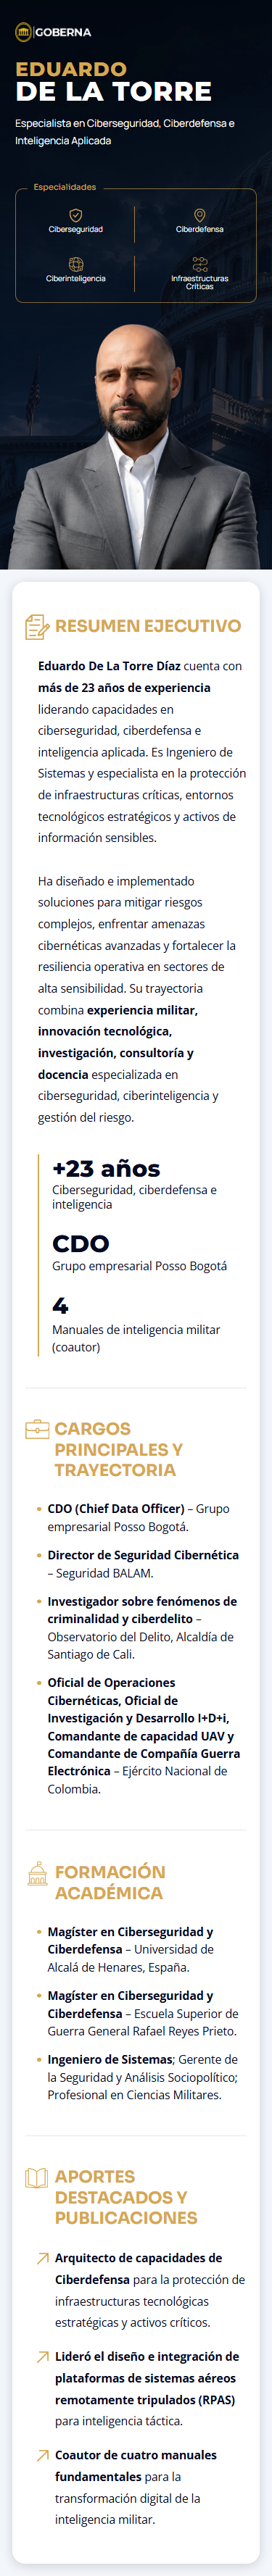 GOBERNA
EDUARDO
DE LA TORRE
Especialista en Ciberseguridad, Ciberdefensa e
Inteligencia Aplicada
Especialidades
Ciberseguridad
Ciberdefensa
Ciberinteligencia
Infraestructuras
Críticas
RESUMEN EJECUTIVO
Eduardo De La Torre Díaz cuenta con
más de 23 años de experiencia
liderando capacidades en
ciberseguridad, ciberdefensa e
inteligencia aplicada. Es Ingeniero de
Sistemas y especialista en la protección
de infraestructuras críticas, entornos
tecnológicos estratégicos y activos de
información sensibles.
Ha diseñado e implementado
soluciones para mitigar riesgos
complejos, enfrentar amenazas
cibernéticas avanzadas y fortalecer la
resiliencia operativa en sectores de
alta sensibilidad. Su trayectoria
combina experiencia militar,
innovación tecnológica,
investigación, consultoría y
docencia especializada en
ciberseguridad, ciberinteligencia y
gestión del riesgo.
+23 años
Ciberseguridad, ciberdefensa e
inteligencia
CDO
Grupo empresarial Posso Bogotá
4
Manuales de inteligencia militar
(coautor)
CARGOS
PRINCIPALES Y
TRAYECTORIA
• CDO (Chief Data Officer) – Grupo
empresarial Posso Bogotá.
• Director de Seguridad Cibernética
– Seguridad BALAM.
• Investigador sobre fenómenos de
criminalidad y ciberdelito –
Observatorio del Delito, Alcaldía de
Santiago de Cali.
• Oficial de Operaciones
Cibernéticas, Oficial de
Investigación y Desarrollo I+D+i,
Comandante de capacidad UAV y
Comandante de Compañía Guerra
Electrónica – Ejército Nacional de
Colombia.
FORMACIÓN
ACADÉMICA
• Magíster en Ciberseguridad y
Ciberdefensa – Universidad de
Alcalá de Henares, España.
• Magíster en Ciberseguridad y
Ciberdefensa – Escuela Superior de
Guerra General Rafael Reyes Prieto.
• Ingeniero de Sistemas; Gerente de
la Seguridad y Análisis Sociopolítico;
Profesional en Ciencias Militares.
APORTES
DESTACADOS Y
PUBLICACIONES
Arquitecto de capacidades de
Ciberdefensa para la protección de
infraestructuras tecnológicas
estratégicas y activos críticos.
Lideró el diseño e integración de
plataformas de sistemas aéreos
remotamente tripulados (RPAS)
para inteligencia táctica.
Coautor de cuatro manuales
fundamentales para la
transformación digital de la
inteligencia militar.